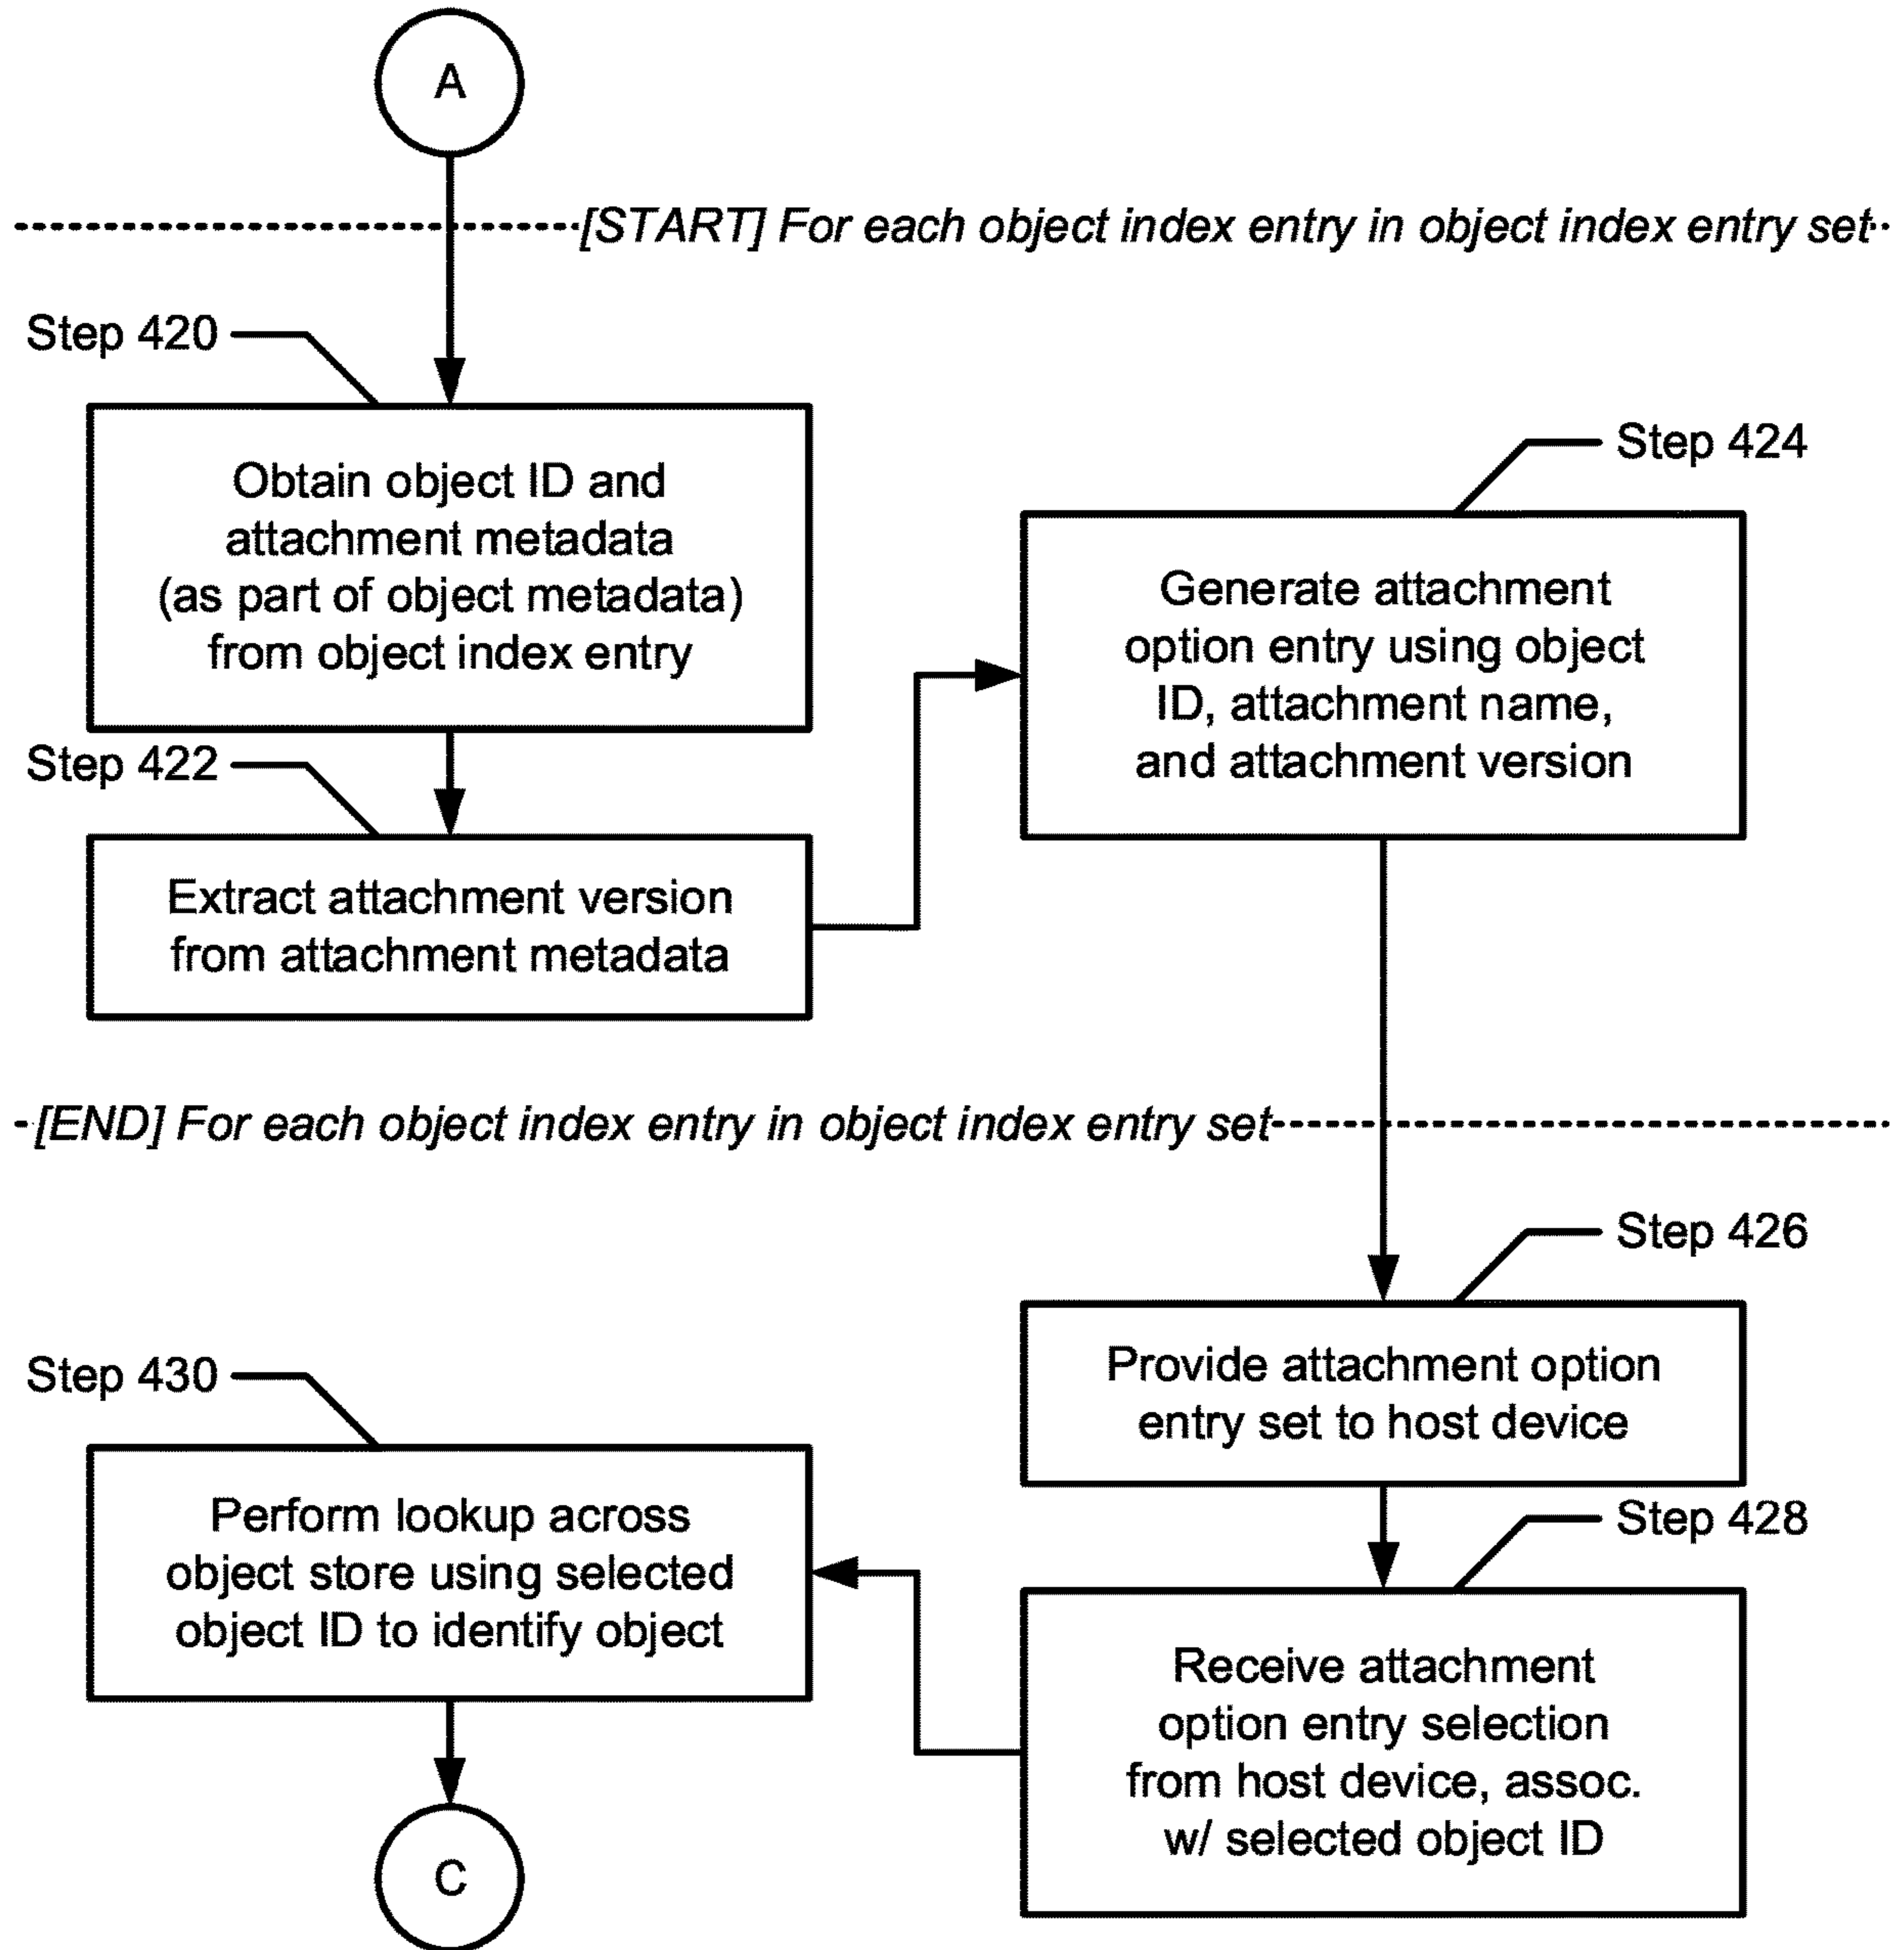 A
[START] For each object index entry in object index entry set
Step 420
Obtain object ID and
attachment metadata
(as part of object metadata)
from object index entry
Step 422
Extract attachment version
from attachment metadata
Step 424
Generate attachment
option entry using object
ID, attachment name,
and attachment version
[END] For each object index entry in object index entry set
Step 426
Provide attachment option
entry set to host device
Step 428
Receive attachment
option entry selection
from host device, assoc.
w/ selected object ID
Step 430
Perform lookup across
object store using selected
object ID to identify object
C